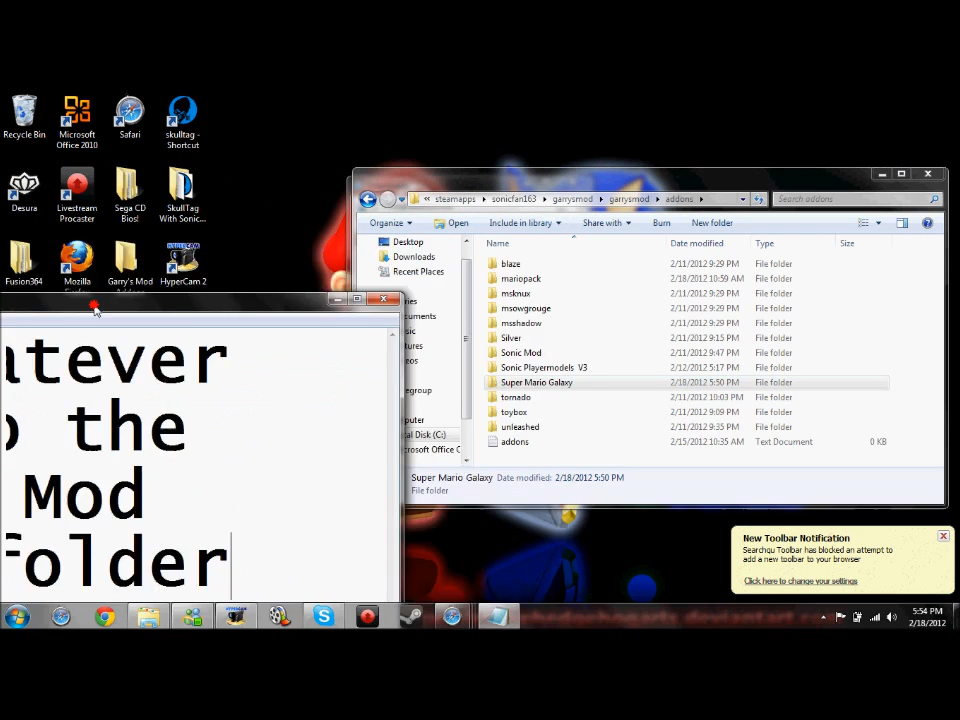 Recycle Bin
Microsoft Office 2010
Safari
skulltag - Shortcut
Desura
Livestream Procaster
Sega CD Bios!
SkullTag With Sonic...
Fusion364
Mozilla
Garry's Mod
HyperCam 2
atever
the
Mod
folder
« steamapps ▸ sonicfan163 ▸ garrysmod ▸ garrysmod ▸ addons ▸
Search addons
Organize Open Include in library Share with Burn New folder
Desktop
Downloads
Recent Places
Name Date modified Type Size
blaze 2/11/2012 9:29 PM File folder
mariopack 2/18/2012 10:59 AM File folder
msknux 2/11/2012 9:29 PM File folder
msowgrouge 2/11/2012 9:29 PM File folder
msshadow 2/11/2012 9:29 PM File folder
Silver 2/11/2012 9:15 PM File folder
Sonic Mod 2/11/2012 9:47 PM File folder
Sonic Playermodels V3 2/12/2012 5:17 PM File folder
Super Mario Galaxy 2/18/2012 5:50 PM File folder
tornado 2/11/2012 10:03 PM File folder
toybox 2/11/2012 9:09 PM File folder
unleashed 2/11/2012 9:35 PM File folder
addons 2/15/2012 10:35 AM Text Document 0 KB
ries
cuments
sic
tures
eos
egroup
puter
cal Disk (C:)
crosoft Office C
Super Mario Galaxy Date modified: 2/18/2012 5:50 PM
File folder
New Toolbar Notification
Searchqu Toolbar has blocked an attempt to
add a new toolbar to your browser
Click here to change your settings
5:54 PM
2/18/2012